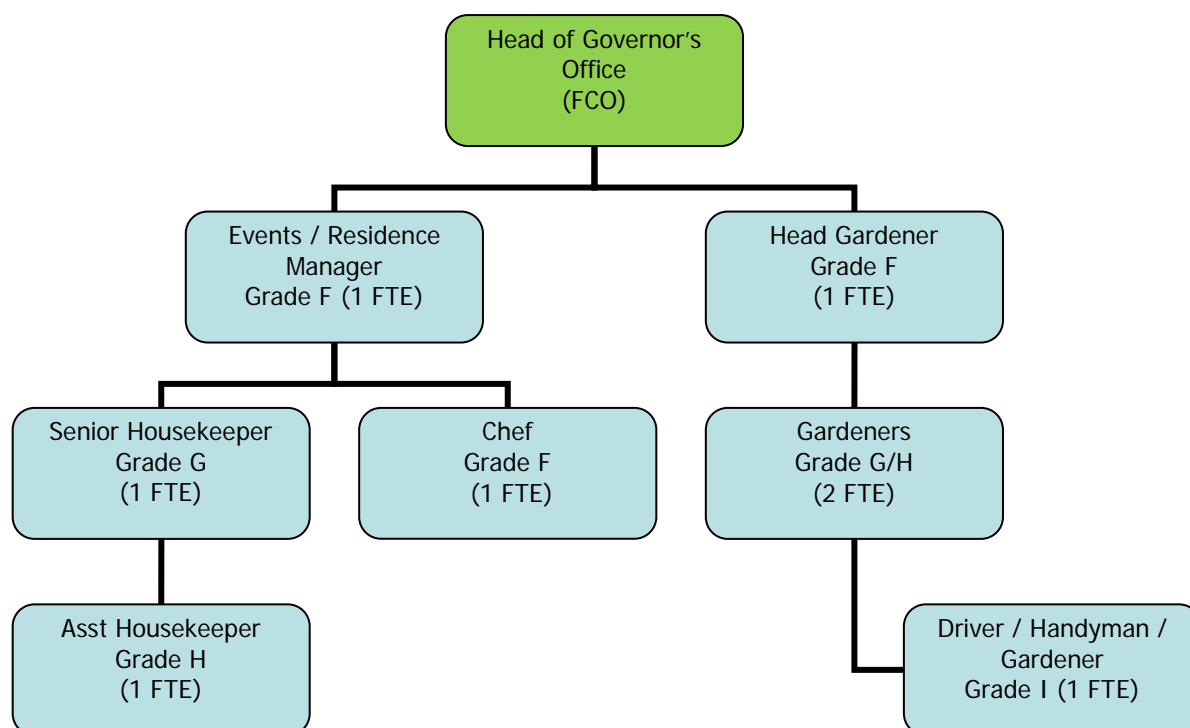 Head of Governor's
Office
(FCO)
Events / Residence
Manager
Grade F (1 FTE)
Head Gardener
Grade F
(1 FTE)
Senior Housekeeper
Grade G
(1 FTE)
Chef
Grade F
(1 FTE)
Gardeners
Grade G/H
(2 FTE)
Asst Housekeeper
Grade H
(1 FTE)
Driver / Handyman /
Gardener
Grade I (1 FTE)